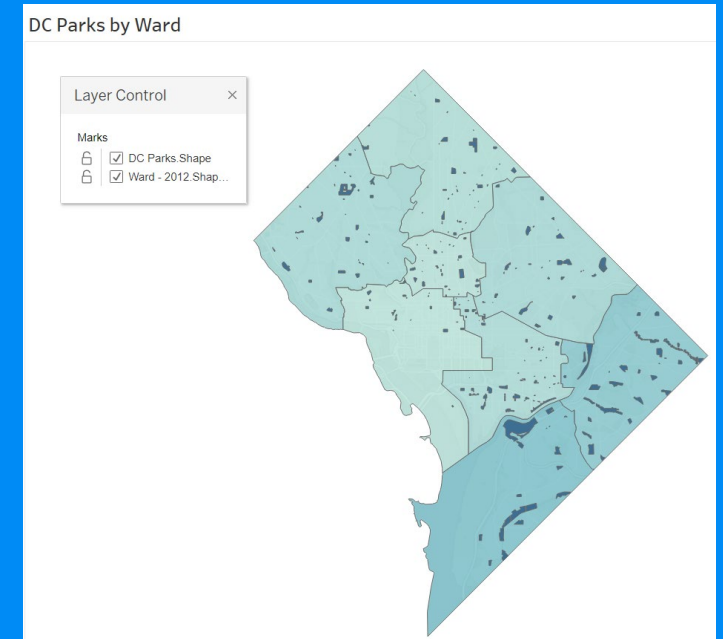 DC Parks by Ward
Layer Control ×
Marks
DC Parks.Shape
Ward - 2012.Shap...